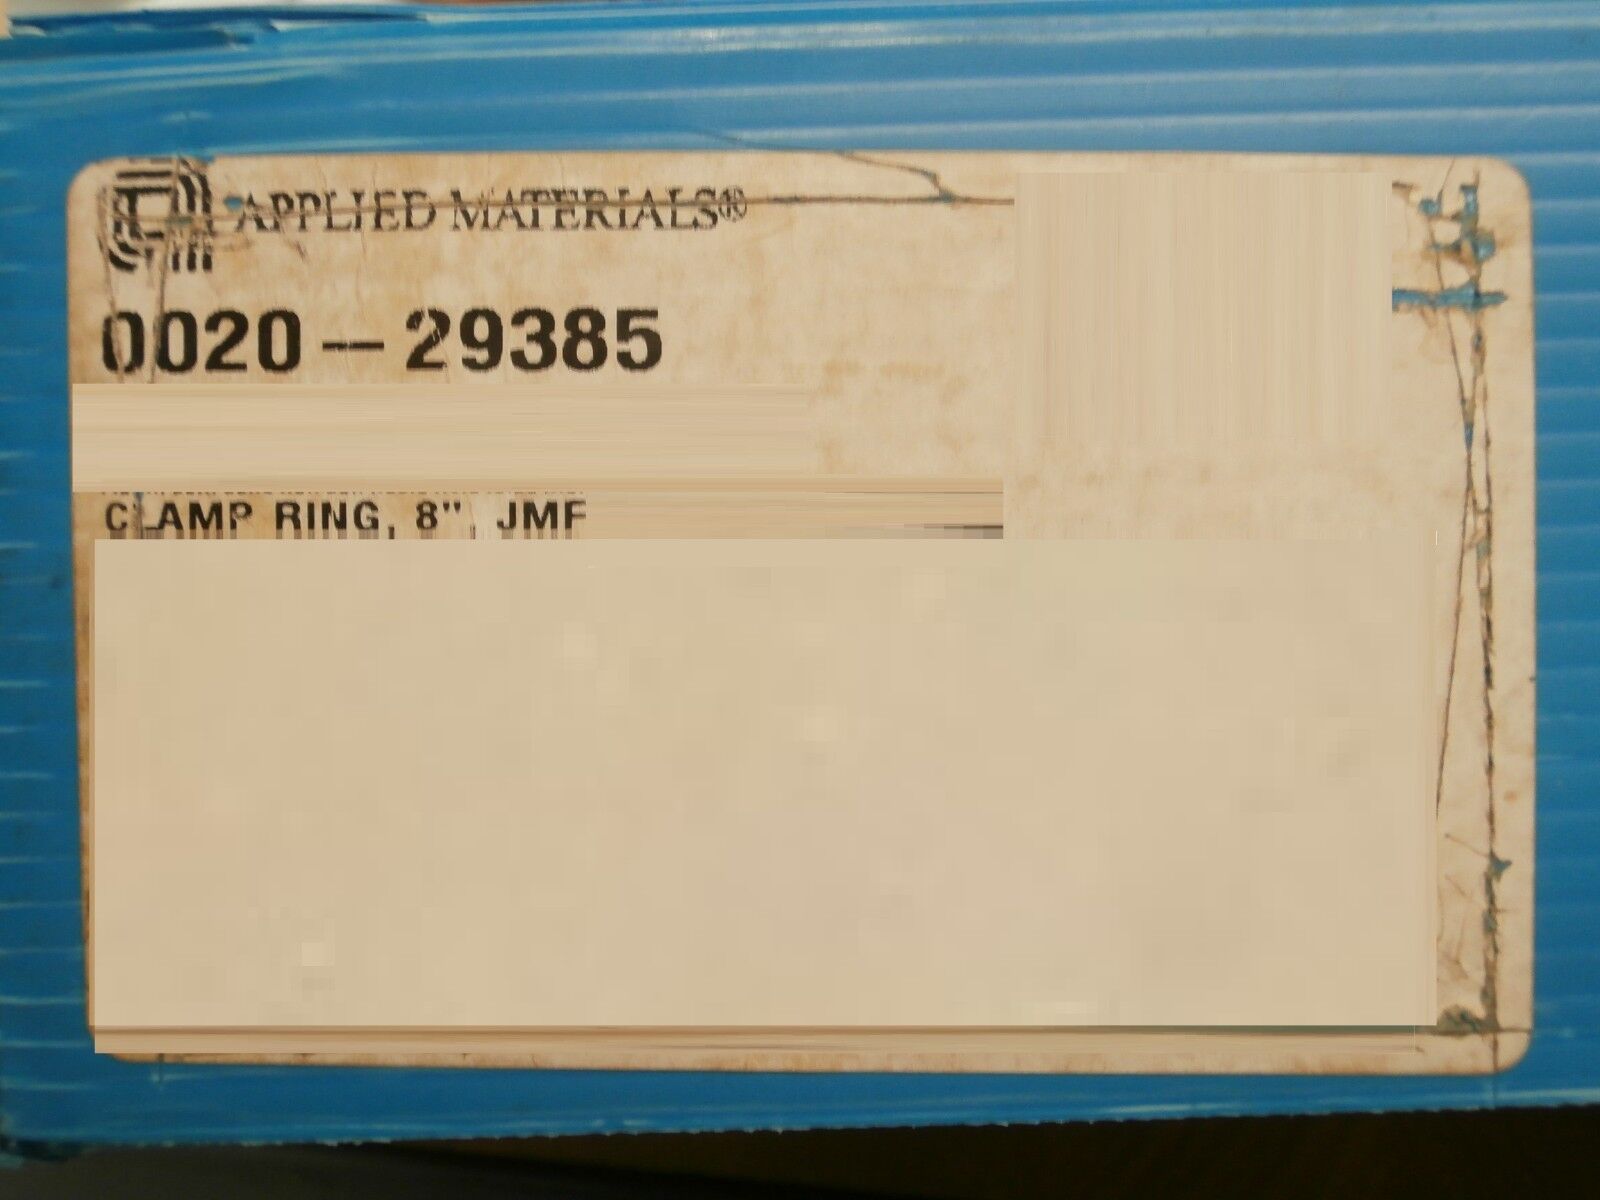 APPLIED MATERIALS®
0020-29385
CLAMP RING, 8", JMF